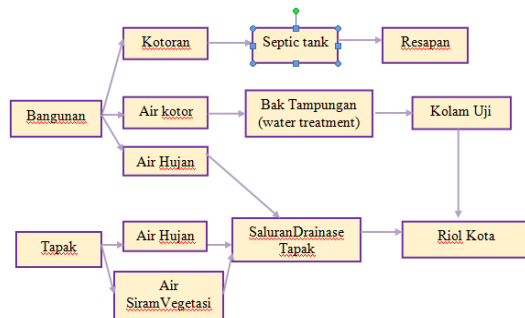 Kotoran
Septic tank
Resapan
Bangunan
Air kotor
Bak Tampungan
(water treatment)
Kolam Uji
Air Hujan
Tapak
Air Hujan
SaluranDrainase
Tapak
Riol Kota
Air
SiramVegetasi